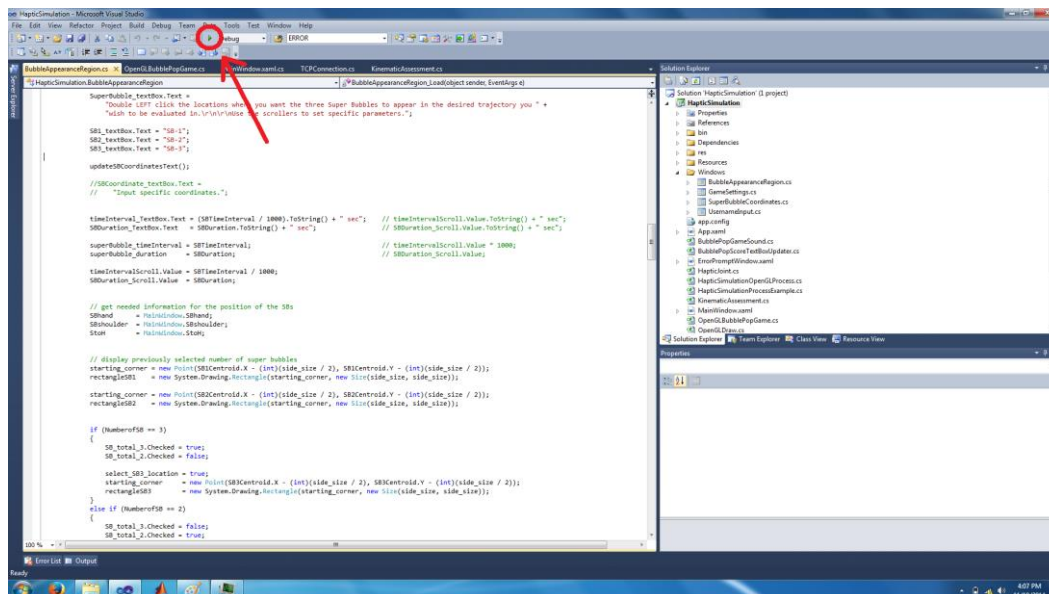 HapticSimulation - Microsoft Visual Studio
File Edit View Refactor Project Build Debug Team Data Tools Test Window Help
Debug ERROR
BubbleAppearanceRegion.cs OpenGLBubblePopGame.cs MainWindow.xaml.cs TCPConnection.cs KinematicAssessment.cs
HapticSimulation.BubbleAppearanceRegion BubbleAppearanceRegion_Load(object sender, EventArgs e)
Server Explorer
SuperBubble_textBox.Text =
"Double LEFT click the locations where you want the three Super Bubbles to appear in the desired trajectory you " +
"wish to be evaluated in.\r\n\r\nUse the scrollers to set specific parameters.";
SB1_textBox.Text = "SB-1";
SB2_textBox.Text = "SB-2";
SB3_textBox.Text = "SB-3";
updateSBCoordinatesText();
//SBCoordinate_textBox.Text =
// "Input specific coordinates.";
timeInterval_TextBox.Text = (SBTimeInterval / 1000).ToString() + " sec"; // timeIntervalScroll.Value.ToString() + " sec";
SBDuration_TextBox.Text = SBDuration.ToString() + " sec"; // SBDuration_Scroll.Value.ToString() + " sec";
superBubble_timeInterval = SBTimeInterval; // timeIntervalScroll.Value * 1000;
superBubble_duration = SBDuration; // SBDuration_Scroll.Value;
timeIntervalScroll.Value = SBTimeInterval / 1000;
SBDuration_Scroll.Value = SBDuration;
// get needed information for the position of the SBs
SBhand = MainWindow.SBhand;
SBshoulder = MainWindow.SBshoulder;
StoH = MainWindow.StoH;
// display previously selected number of super bubbles
starting_corner = new Point(SB1Centroid.X - (int)(side_size / 2), SB1Centroid.Y - (int)(side_size / 2));
rectangleSB1 = new System.Drawing.Rectangle(starting_corner, new Size(side_size, side_size));
starting_corner = new Point(SB2Centroid.X - (int)(side_size / 2), SB2Centroid.Y - (int)(side_size / 2));
rectangleSB2 = new System.Drawing.Rectangle(starting_corner, new Size(side_size, side_size));
if (NumberofSB == 3)
{
SB_total_3.Checked = true;
SB_total_2.Checked = false;
select_SB3_location = true;
starting_corner = new Point(SB3Centroid.X - (int)(side_size / 2), SB3Centroid.Y - (int)(side_size / 2));
rectangleSB3 = new System.Drawing.Rectangle(starting_corner, new Size(side_size, side_size));
}
else if (NumberofSB == 2)
{
SB_total_3.Checked = false;
SB_total_2.Checked = true;
100 %
Error List Output
Ready
Solution Explorer
Solution 'HapticSimulation' (1 project)
HapticSimulation
Properties
References
bin
Dependencies
res
Resources
Windows
BubbleAppearanceRegion.cs
GameSettings.cs
SuperBubbleCoordinates.cs
UsernameInput.cs
app.config
App.xaml
BubblePopGameSound.cs
BubblePopScoreTextBoxUpdater.cs
ErrorPromptWindow.xaml
HapticJoint.cs
HapticSimulationOpenGLProcess.cs
HapticSimulationProcessExample.cs
KinematicAssessment.cs
MainWindow.xaml
OpenGLBubblePopGame.cs
OpenGLDraw.cs
Solution Explorer Team Explorer Class View Resource View
Properties
4:07 PM